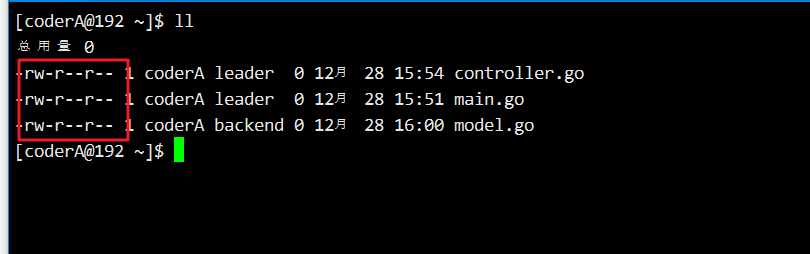 [coderA@192 ~]$ ll
总用量 0
-rw-r--r-- 1 coderA leader  0 12月  28 15:54 controller.go
-rw-r--r-- 1 coderA leader  0 12月  28 15:51 main.go
-rw-r--r-- 1 coderA backend 0 12月  28 16:00 model.go
[coderA@192 ~]$